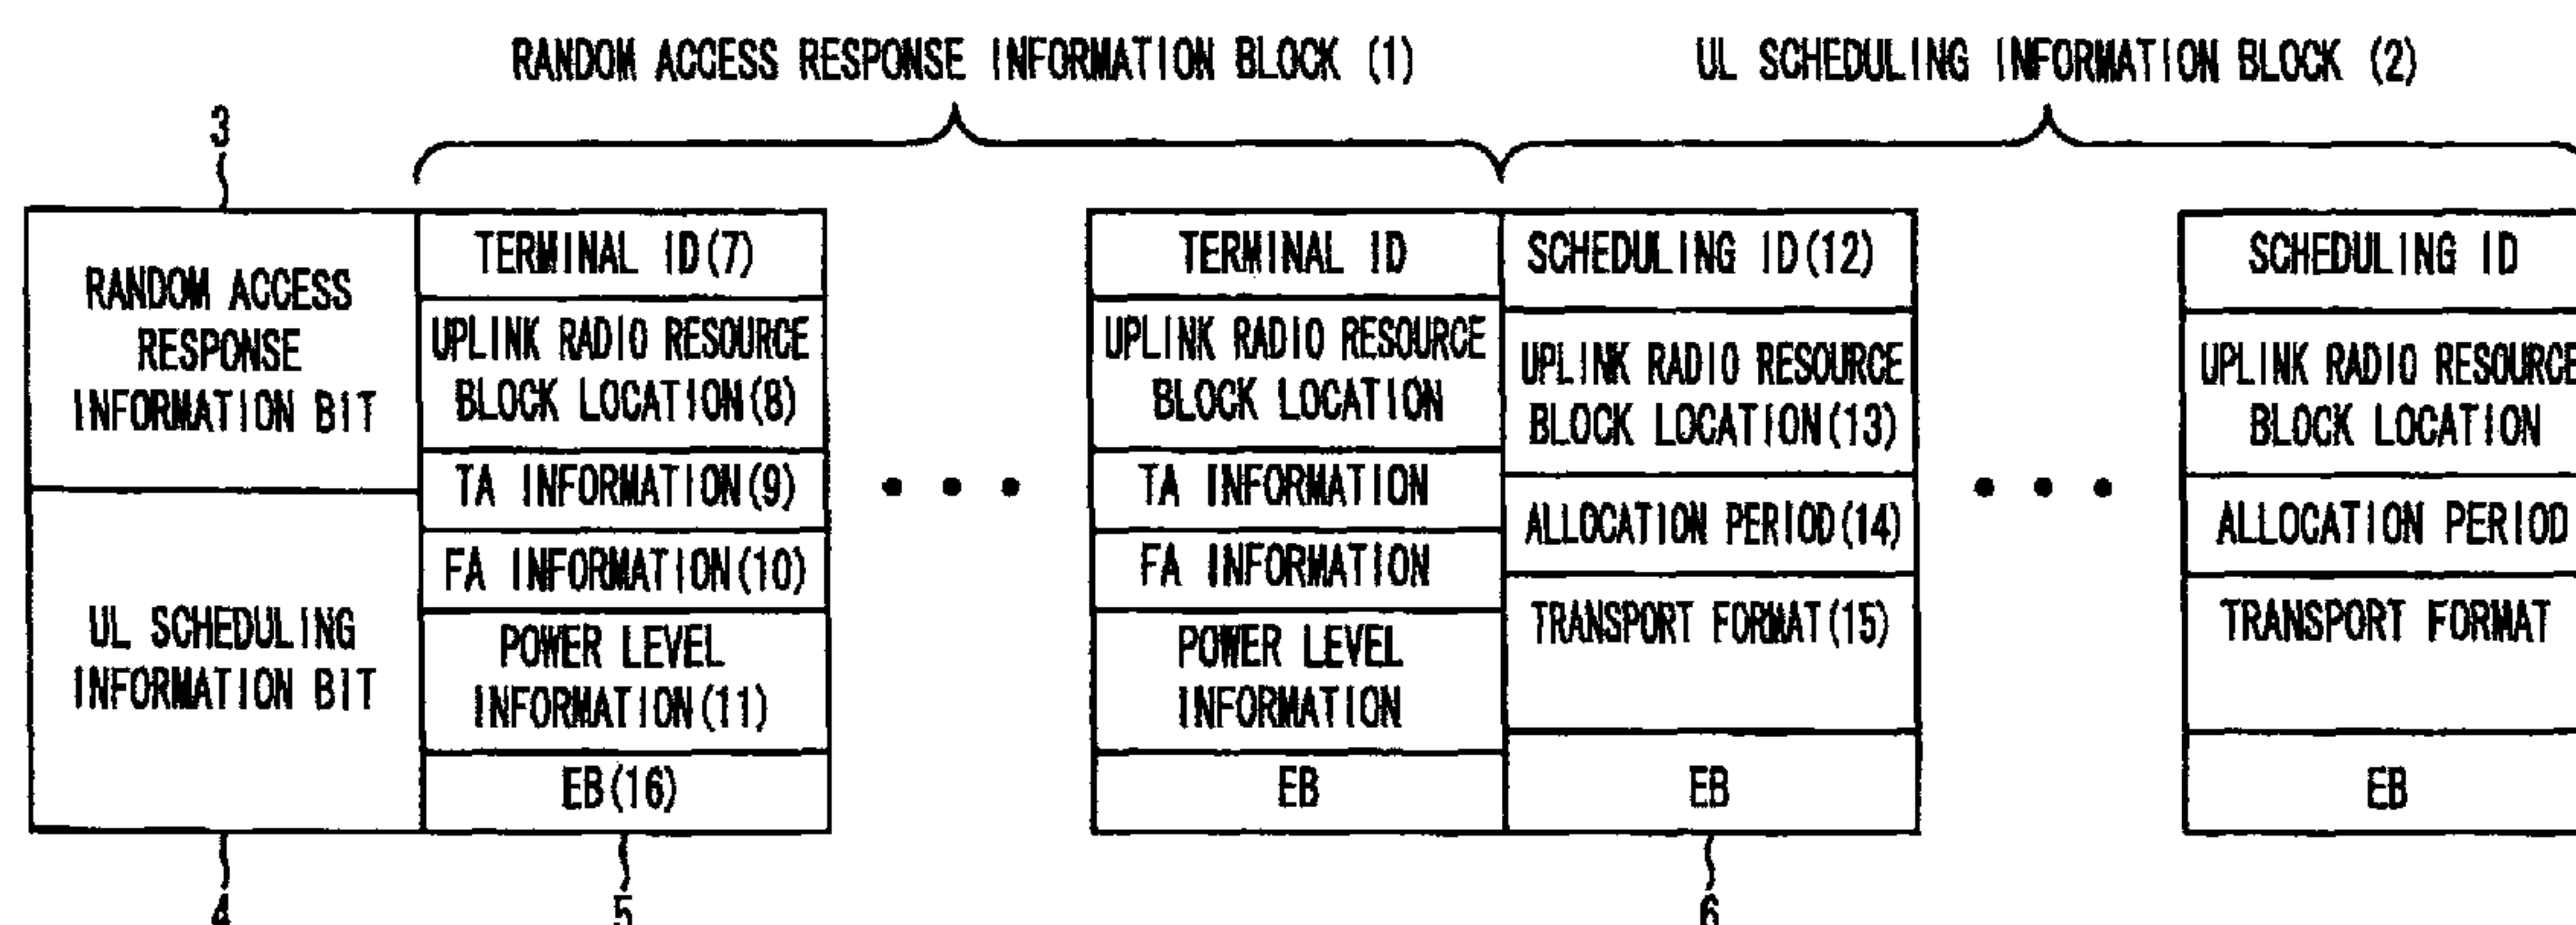 RANDOM ACCESS RESPONSE INFORMATION BLOCK (1)
UL SCHEDULING INFORMATION BLOCK (2)
3
RANDOM ACCESS
RESPONSE
INFORMATION BIT
UL SCHEDULING
INFORMATION BIT
4
TERMINAL ID(7)
UPLINK RADIO RESOURCE
BLOCK LOCATION(8)
TA INFORMATION(9)
FA INFORMATION(10)
POWER LEVEL
INFORMATION(11)
EB(16)
5
• • •
TERMINAL ID
UPLINK RADIO RESOURCE
BLOCK LOCATION
TA INFORMATION
FA INFORMATION
POWER LEVEL
INFORMATION
EB
SCHEDULING ID(12)
UPLINK RADIO RESOURCE
BLOCK LOCATION(13)
ALLOCATION PERIOD(14)
TRANSPORT FORMAT(15)
EB
6
• • •
SCHEDULING ID
UPLINK RADIO RESOURCE
BLOCK LOCATION
ALLOCATION PERIOD
TRANSPORT FORMAT
EB